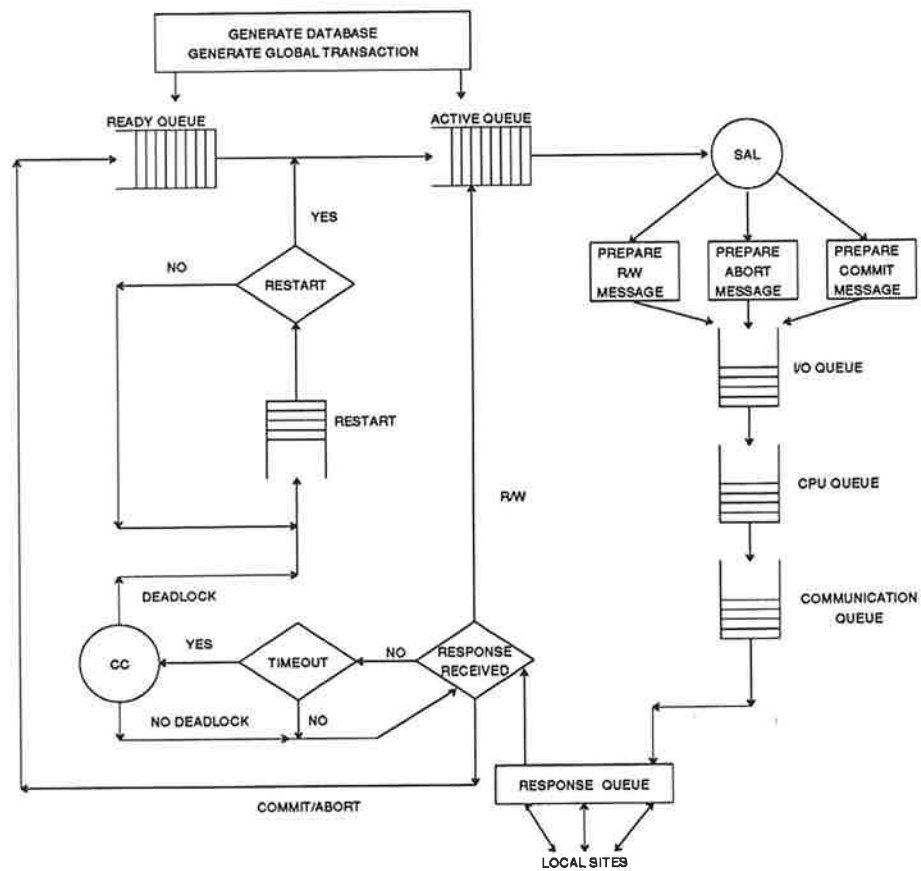 GENERATE DATABASE
GENERATE GLOBAL TRANSACTION
READY QUEUE
ACTIVE QUEUE
SAL
YES
PREPARE
R/W
MESSAGE
PREPARE
ABORT
MESSAGE
PREPARE
COMMIT
MESSAGE
NO
RESTART
I/O QUEUE
RESTART
R/W
CPU QUEUE
DEADLOCK
COMMUNICATION
QUEUE
CC
YES
TIMEOUT
NO
RESPONSE
RECEIVED
NO DEADLOCK
NO
RESPONSE QUEUE
COMMIT/ABORT
LOCAL SITES